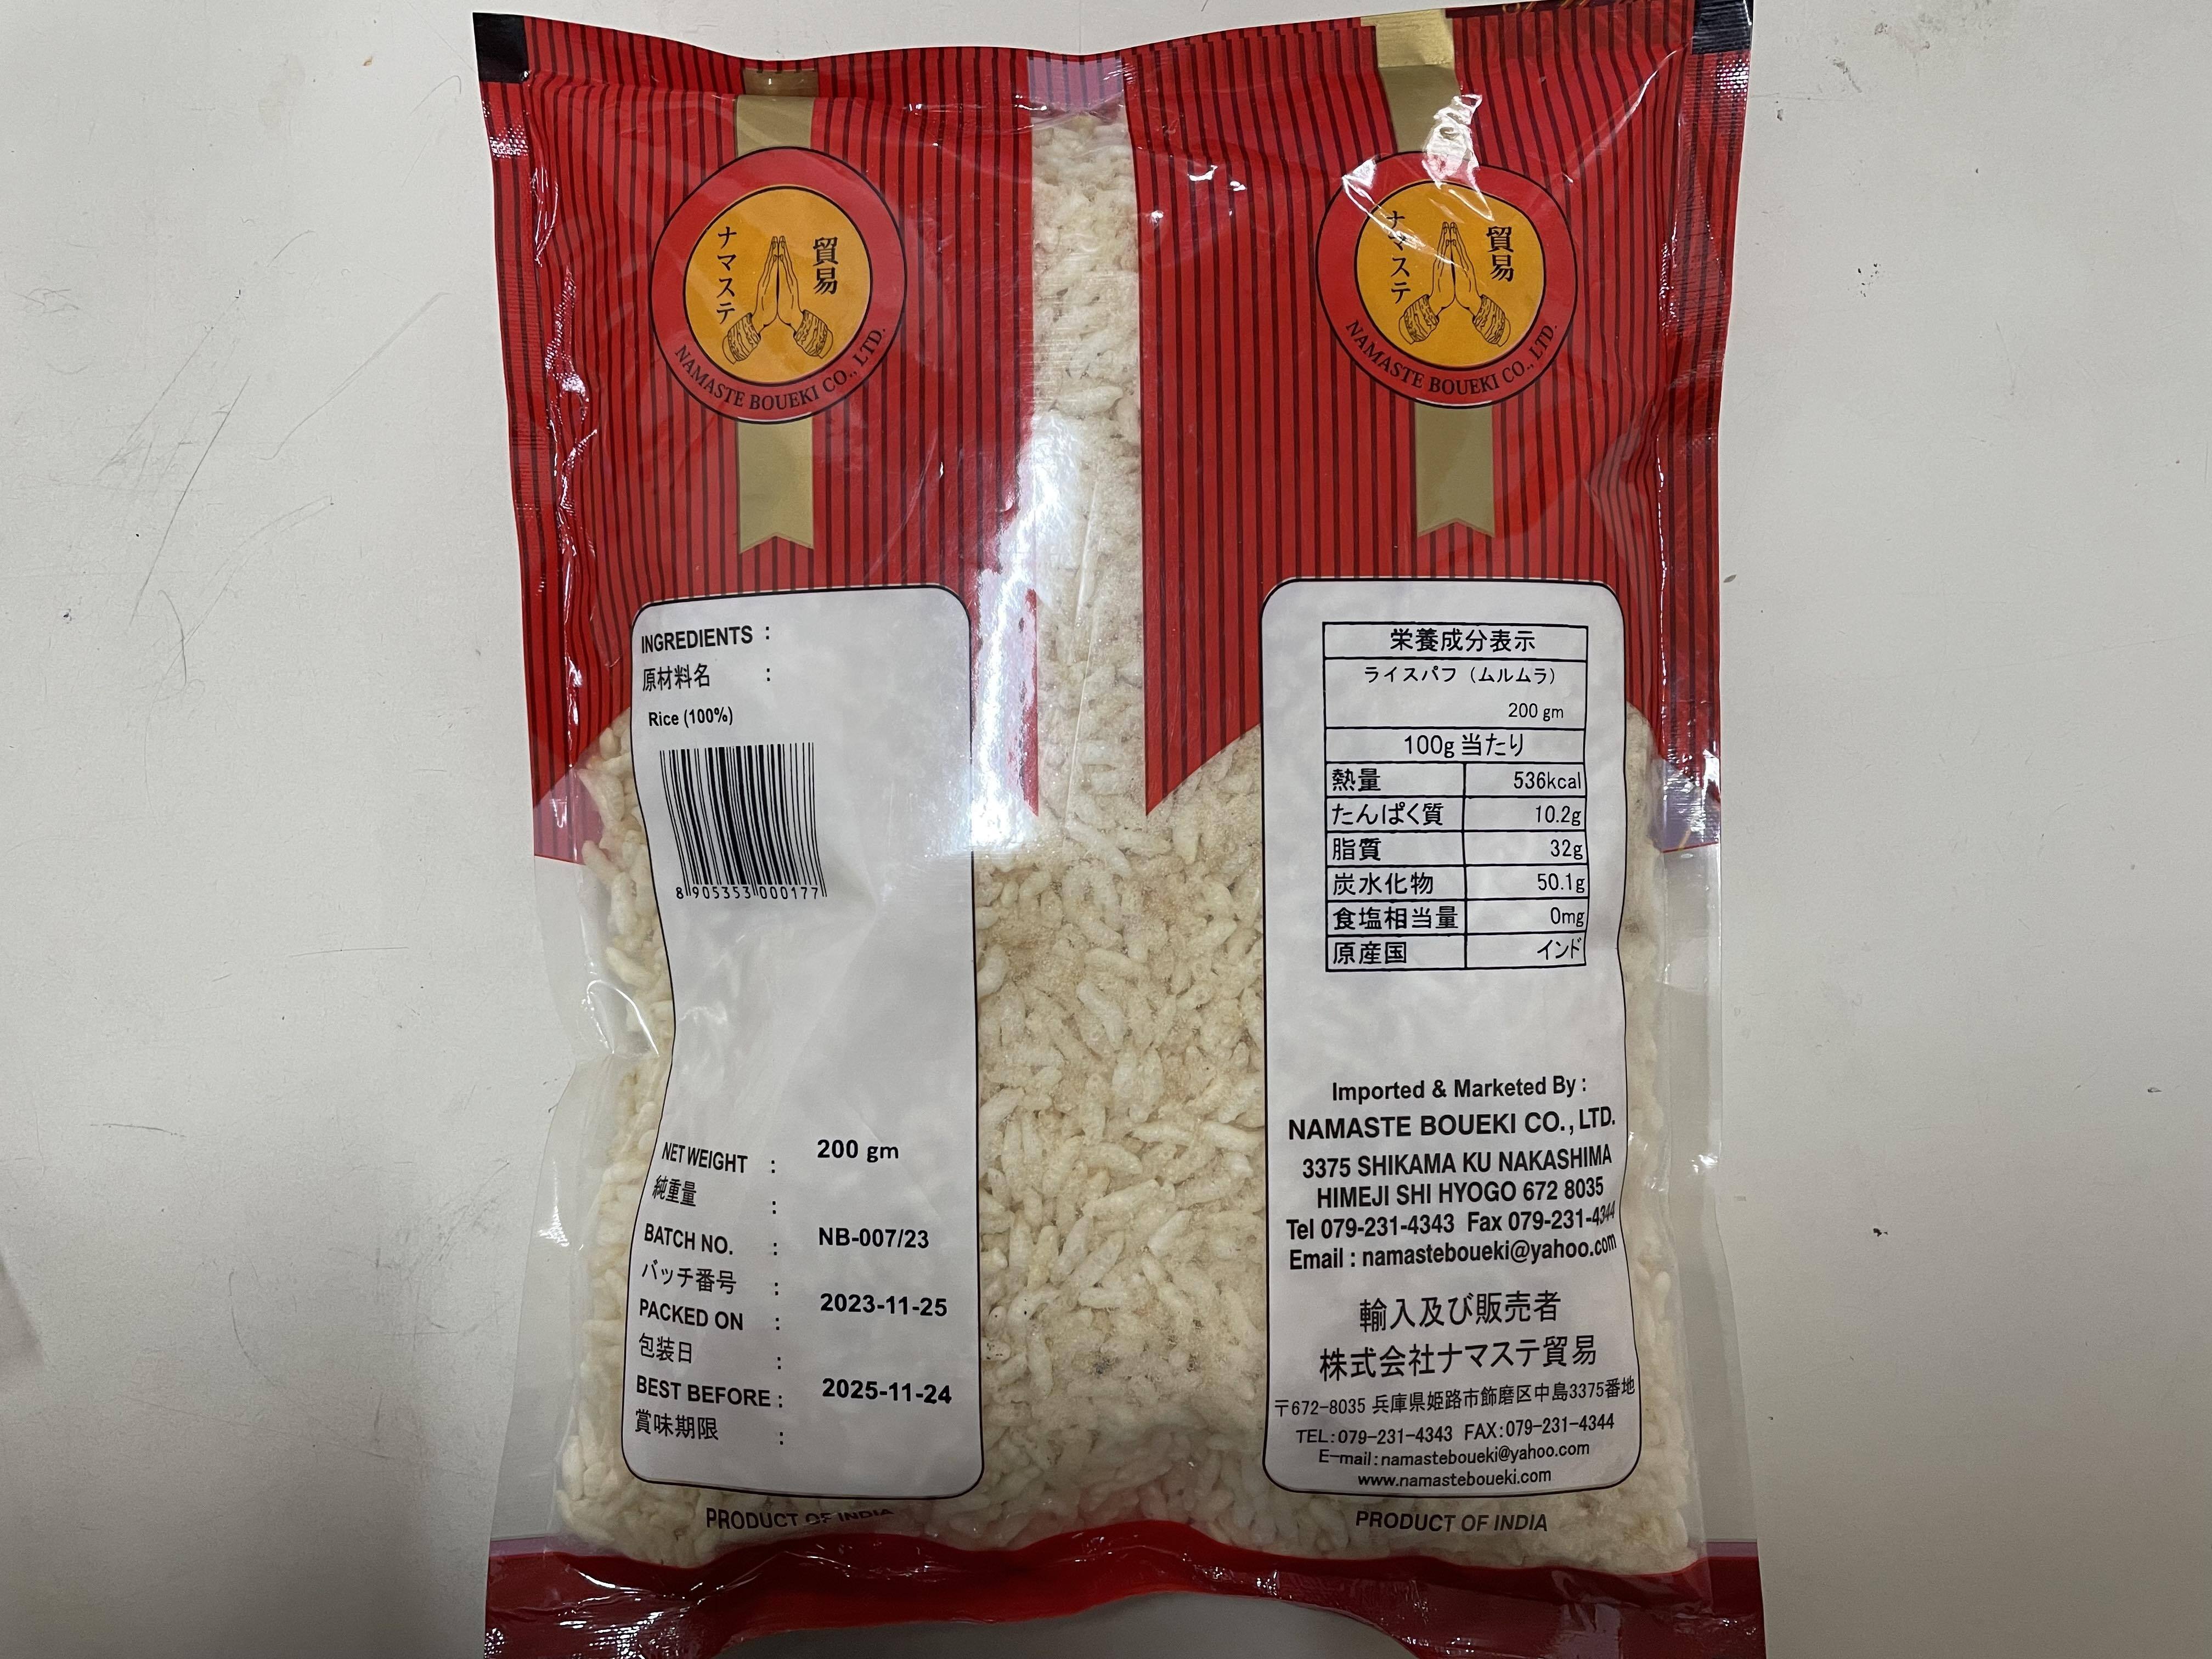 ナマステ
貿易
NAMASTE BOUEKI CO., LTD.
ナマステ
貿易
NAMASTE BOUEKI CO., LTD.
INGREDIENTS :
原材料名 :
Rice (100%)
8 905353 000177
NET WEIGHT : 200 gm
純重量 :
BATCH NO. : NB-007/23
バッチ番号 :
PACKED ON : 2023-11-25
包装日 :
BEST BEFORE : 2025-11-24
賞味期限 :
PRODUCT OF INDIA
栄養成分表示
ライスパフ（ムルムラ）
200 gm
100g当たり
熱量 536kcal
たんぱく質 10.2g
脂質 32g
炭水化物 50.1g
食塩相当量 0mg
原産国 インド
Imported & Marketed By :
NAMASTE BOUEKI CO., LTD.
3375 SHIKAMA KU NAKASHIMA
HIMEJI SHI HYOGO 672 8035
Tel 079-231-4343 Fax 079-231-4344
Email : namasteboueki@yahoo.com
輸入及び販売者
株式会社ナマステ貿易
〒672-8035 兵庫県姫路市飾磨区中島3375番地
TEL:079-231-4343 FAX:079-231-4344
E-mail:namasteboueki@yahoo.com
www.namasteboueki.com
PRODUCT OF INDIA